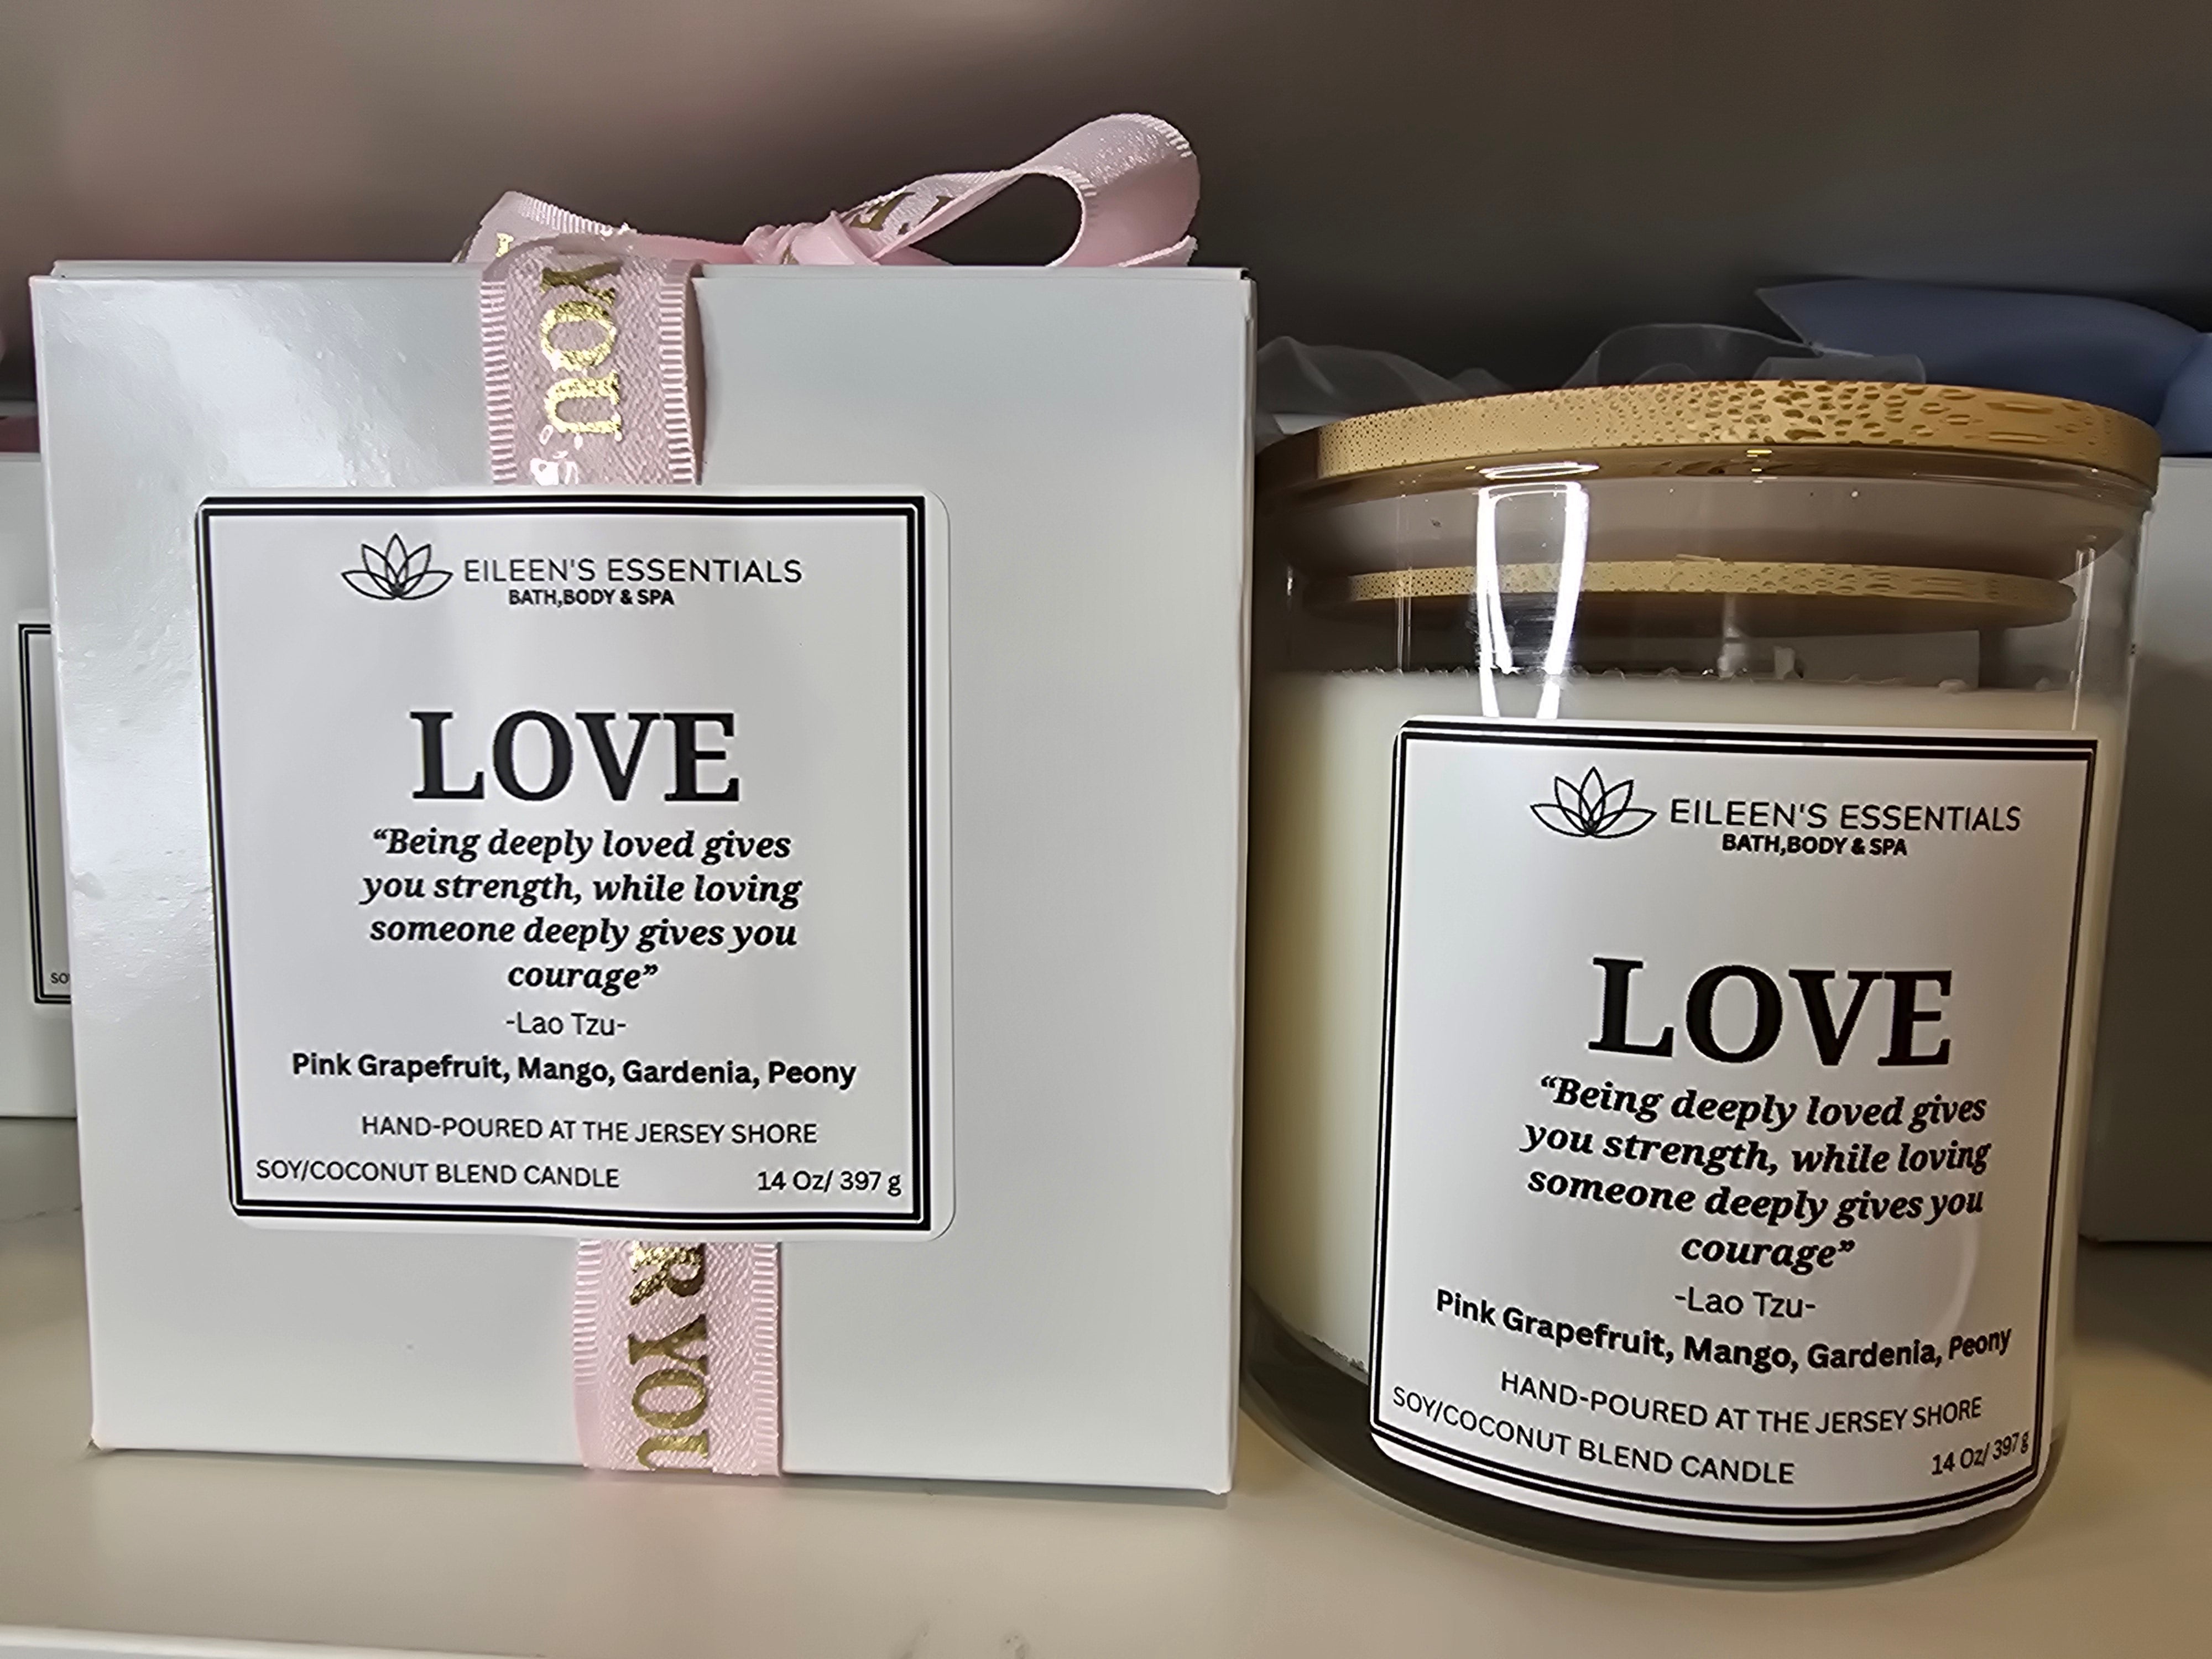 YOU
EILEEN'S ESSENTIALS
BATH,BODY & SPA
LOVE
“Being deeply loved gives
you strength, while loving
someone deeply gives you
courage”
-Lao Tzu-
Pink Grapefruit, Mango, Gardenia, Peony
HAND-POURED AT THE JERSEY SHORE
SOY/COCONUT BLEND CANDLE 14 Oz/ 397 g
YOU
EILEEN'S ESSENTIALS
BATH,BODY & SPA
LOVE
“Being deeply loved gives
you strength, while loving
someone deeply gives you
courage”
-Lao Tzu-
Pink Grapefruit, Mango, Gardenia, Peony
HAND-POURED AT THE JERSEY SHORE
SOY/COCONUT BLEND CANDLE 14 Oz/ 397 g